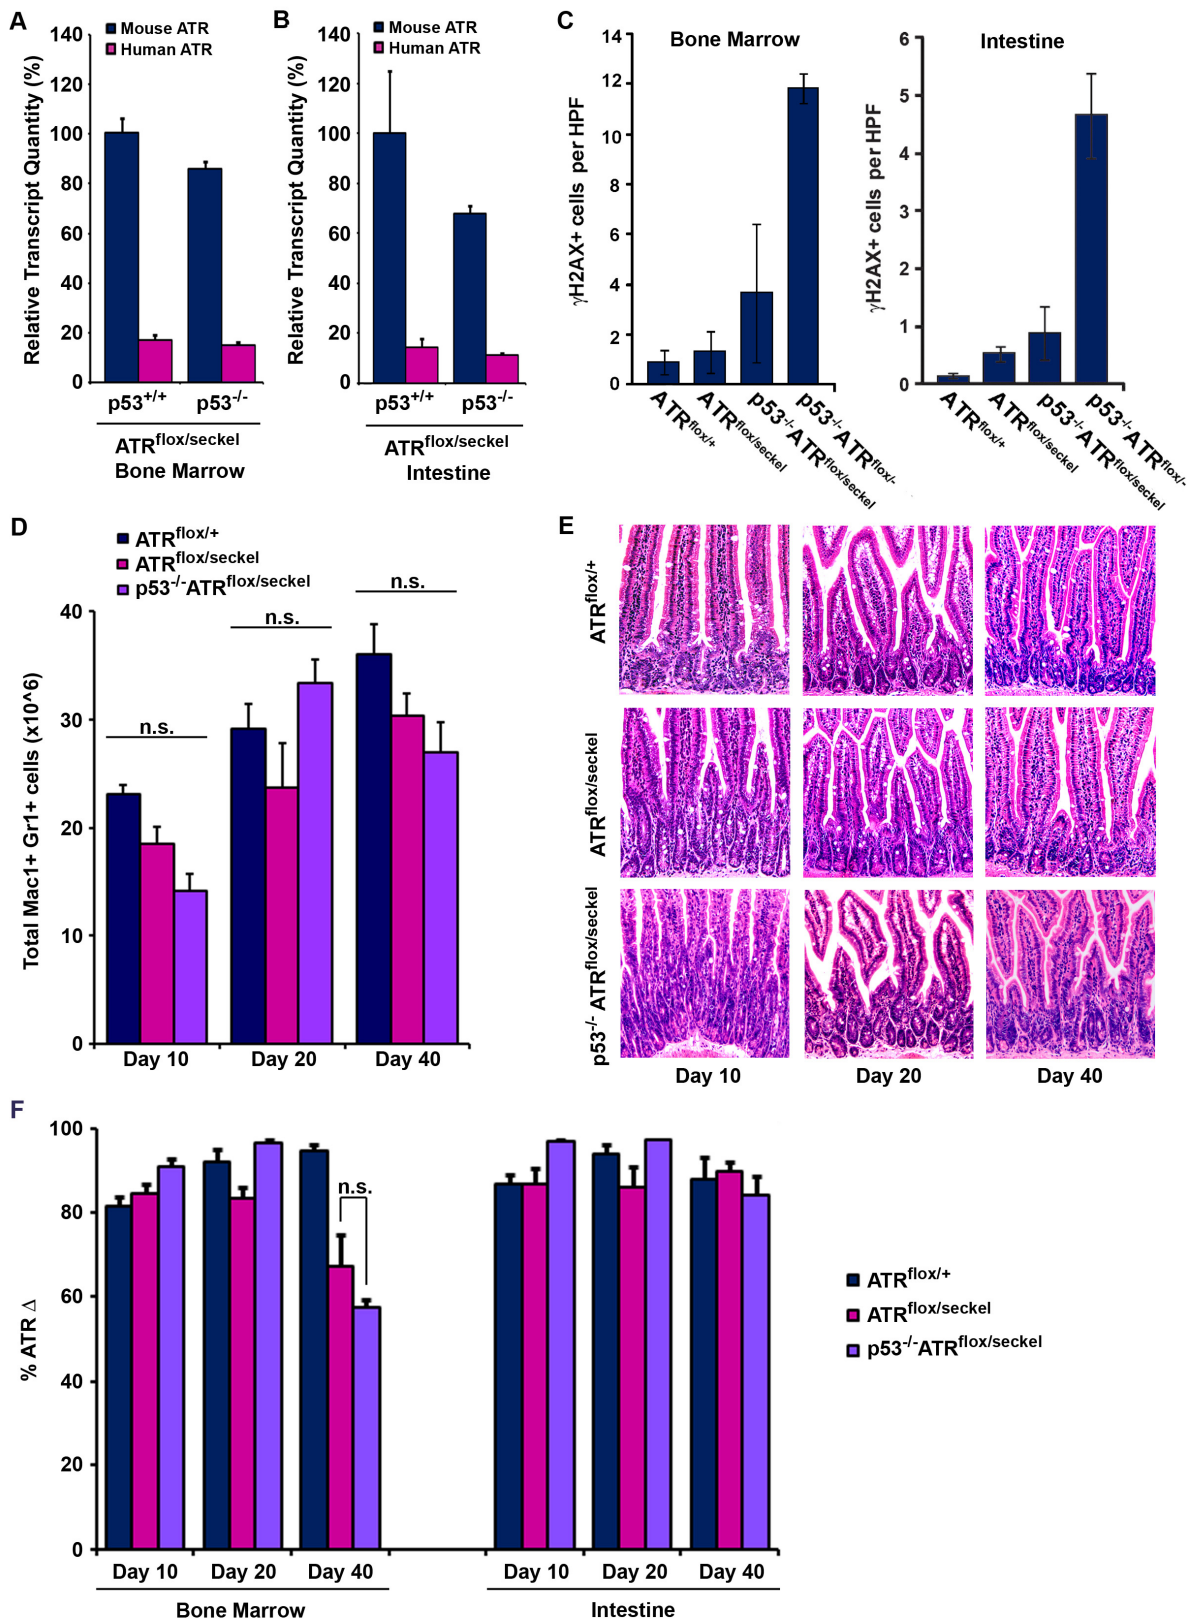 A
Mouse ATR
Human ATR
Relative Transcript Quantity (%)
140
120
100
80
60
40
20
0
p53+/+ p53-/-
ATRflox/seckel
Bone Marrow
B
Mouse ATR
Human ATR
Relative Transcript Quantity (%)
140
120
100
80
60
40
20
0
p53+/+ p53-/-
ATRflox/seckel
Intestine
C
Bone Marrow
γH2AX+ cells per HPF
14
12
10
8
6
4
2
0
ATRflox/+
ATRflox/seckel
p53-/-ATRflox/seckel
p53-/-ATRflox/-
Intestine
γH2AX+ cells per HPF
6
5
4
3
2
1
0
ATRflox/+
ATRflox/seckel
p53-/-ATRflox/seckel
p53-/-ATRflox/-
D
ATRflox/+
ATRflox/seckel
p53-/-ATRflox/seckel
Total Mac1+ Gr1+ cells (x10^6)
40
30
20
10
0
n.s.
n.s.
n.s.
Day 10 Day 20 Day 40
E
ATRflox/+
ATRflox/seckel
p53-/- ATRflox/seckel
Day 10 Day 20 Day 40
F
% ATR Δ
100
80
60
40
20
0
n.s.
Day 10 Day 20 Day 40
Bone Marrow
Day 10 Day 20 Day 40
Intestine
ATRflox/+
ATRflox/seckel
p53-/-ATRflox/seckel